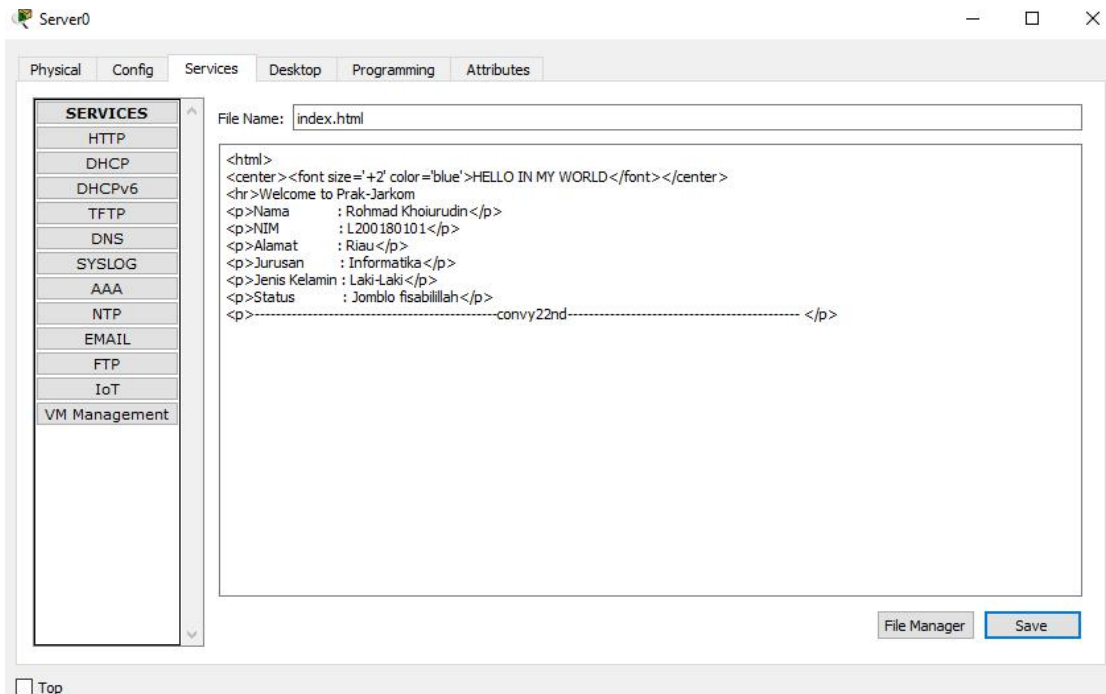 Server0
Physical Config Services Desktop Programming Attributes
SERVICES
HTTP
DHCP
DHCPv6
TFTP
DNS
SYSLOG
AAA
NTP
EMAIL
FTP
IoT
VM Management
File Name: index.html
<html>
<center><font size='+2' color='blue'>HELLO IN MY WORLD</font></center>
<hr>Welcome to Prak-Jarkom
<p>Nama : Rohmad Khoiurudin</p>
<p>NIM : L200180101</p>
<p>Alamat : Riau</p>
<p>Jurusan : Informatika</p>
<p>Jenis Kelamin : Laki-Laki</p>
<p>Status : Jomblo fisabilillah</p>
<p>----------------------------------------------convy22nd-------------------------------------------- </p>
File Manager Save
Top